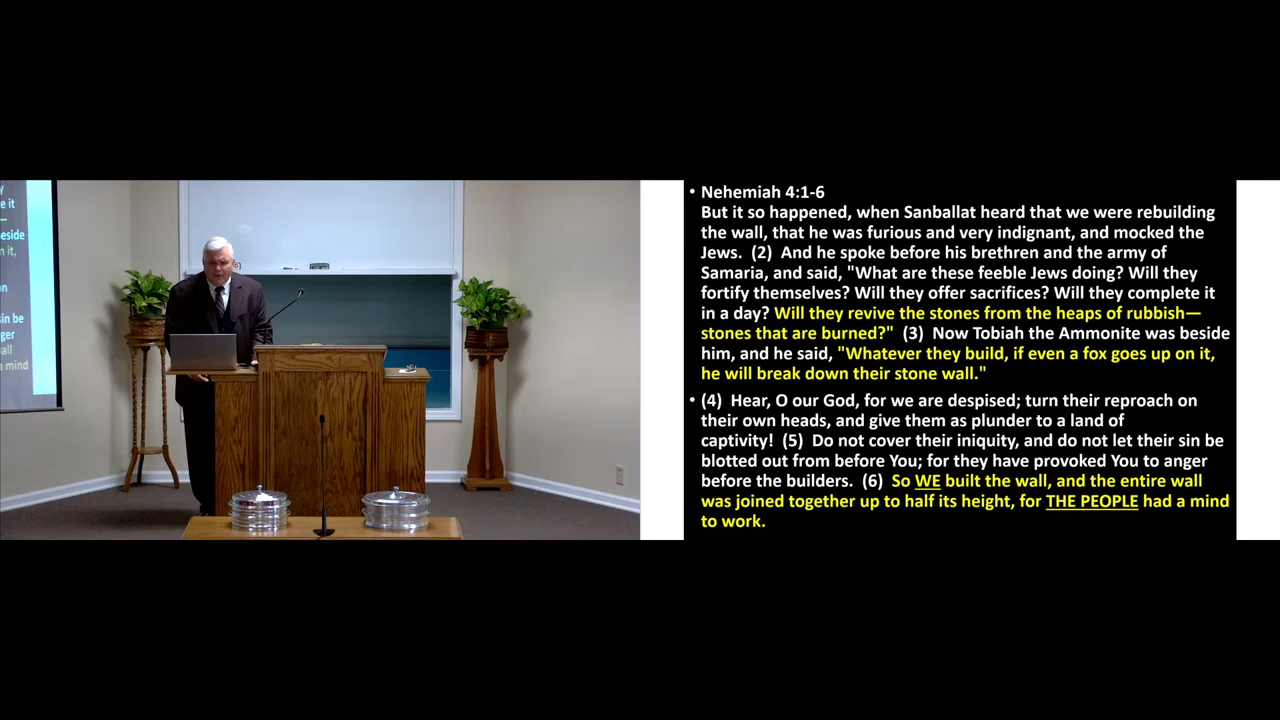 y
e it
—
eside
n it,
on
sin be
ger
all
a mind
• Nehemiah 4:1-6
But it so happened, when Sanballat heard that we were rebuilding
the wall, that he was furious and very indignant, and mocked the
Jews. (2) And he spoke before his brethren and the army of
Samaria, and said, "What are these feeble Jews doing? Will they
fortify themselves? Will they offer sacrifices? Will they complete it
in a day? Will they revive the stones from the heaps of rubbish—
stones that are burned?" (3) Now Tobiah the Ammonite was beside
him, and he said, "Whatever they build, if even a fox goes up on it,
he will break down their stone wall."
• (4) Hear, O our God, for we are despised; turn their reproach on
their own heads, and give them as plunder to a land of
captivity! (5) Do not cover their iniquity, and do not let their sin be
blotted out from before You; for they have provoked You to anger
before the builders. (6) So WE built the wall, and the entire wall
was joined together up to half its height, for THE PEOPLE had a mind
to work.